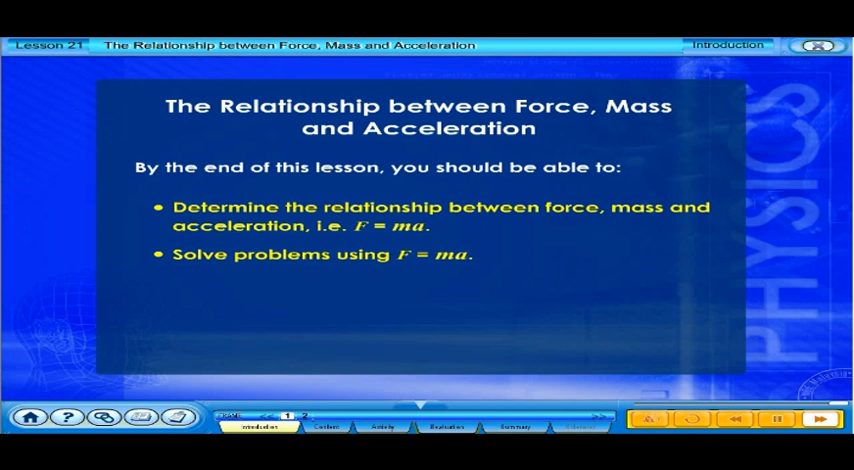 Lesson 21 The Relationship between Force, Mass and Acceleration Introduction
The Relationship between Force, Mass
and Acceleration
By the end of this lesson, you should be able to:
• Determine the relationship between force, mass and
acceleration, i.e. F = ma.
• Solve problems using F = ma.
PHYSICS
FRAME << 1 2 >>
Introduction Content Activity Evaluation Summary